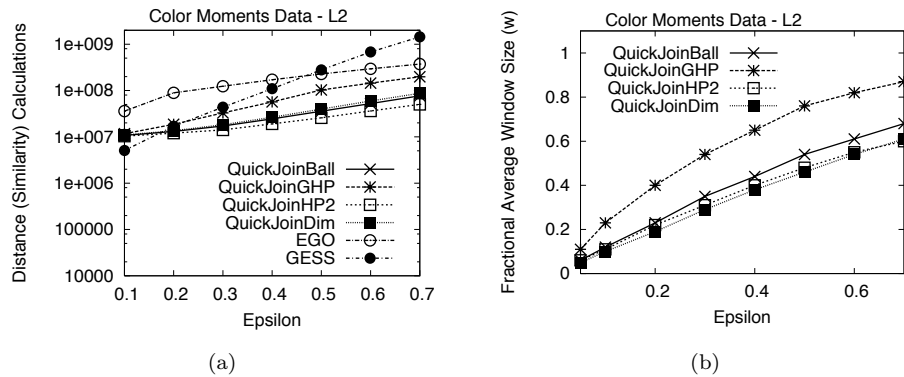 Color Moments Data - L2
Distance (Similarity) Calculations
1e+009
1e+008
1e+007
1e+006
100000
10000
QuickJoinBall
QuickJoinGHP
QuickJoinHP2
QuickJoinDim
EGO
GESS
0.1 0.2 0.3 0.4 0.5 0.6 0.7
Epsilon
(a)
Color Moments Data - L2
Fractional Average Window Size (w)
1
0.8
0.6
0.4
0.2
0
QuickJoinBall
QuickJoinGHP
QuickJoinHP2
QuickJoinDim
0.2 0.4 0.6
Epsilon
(b)